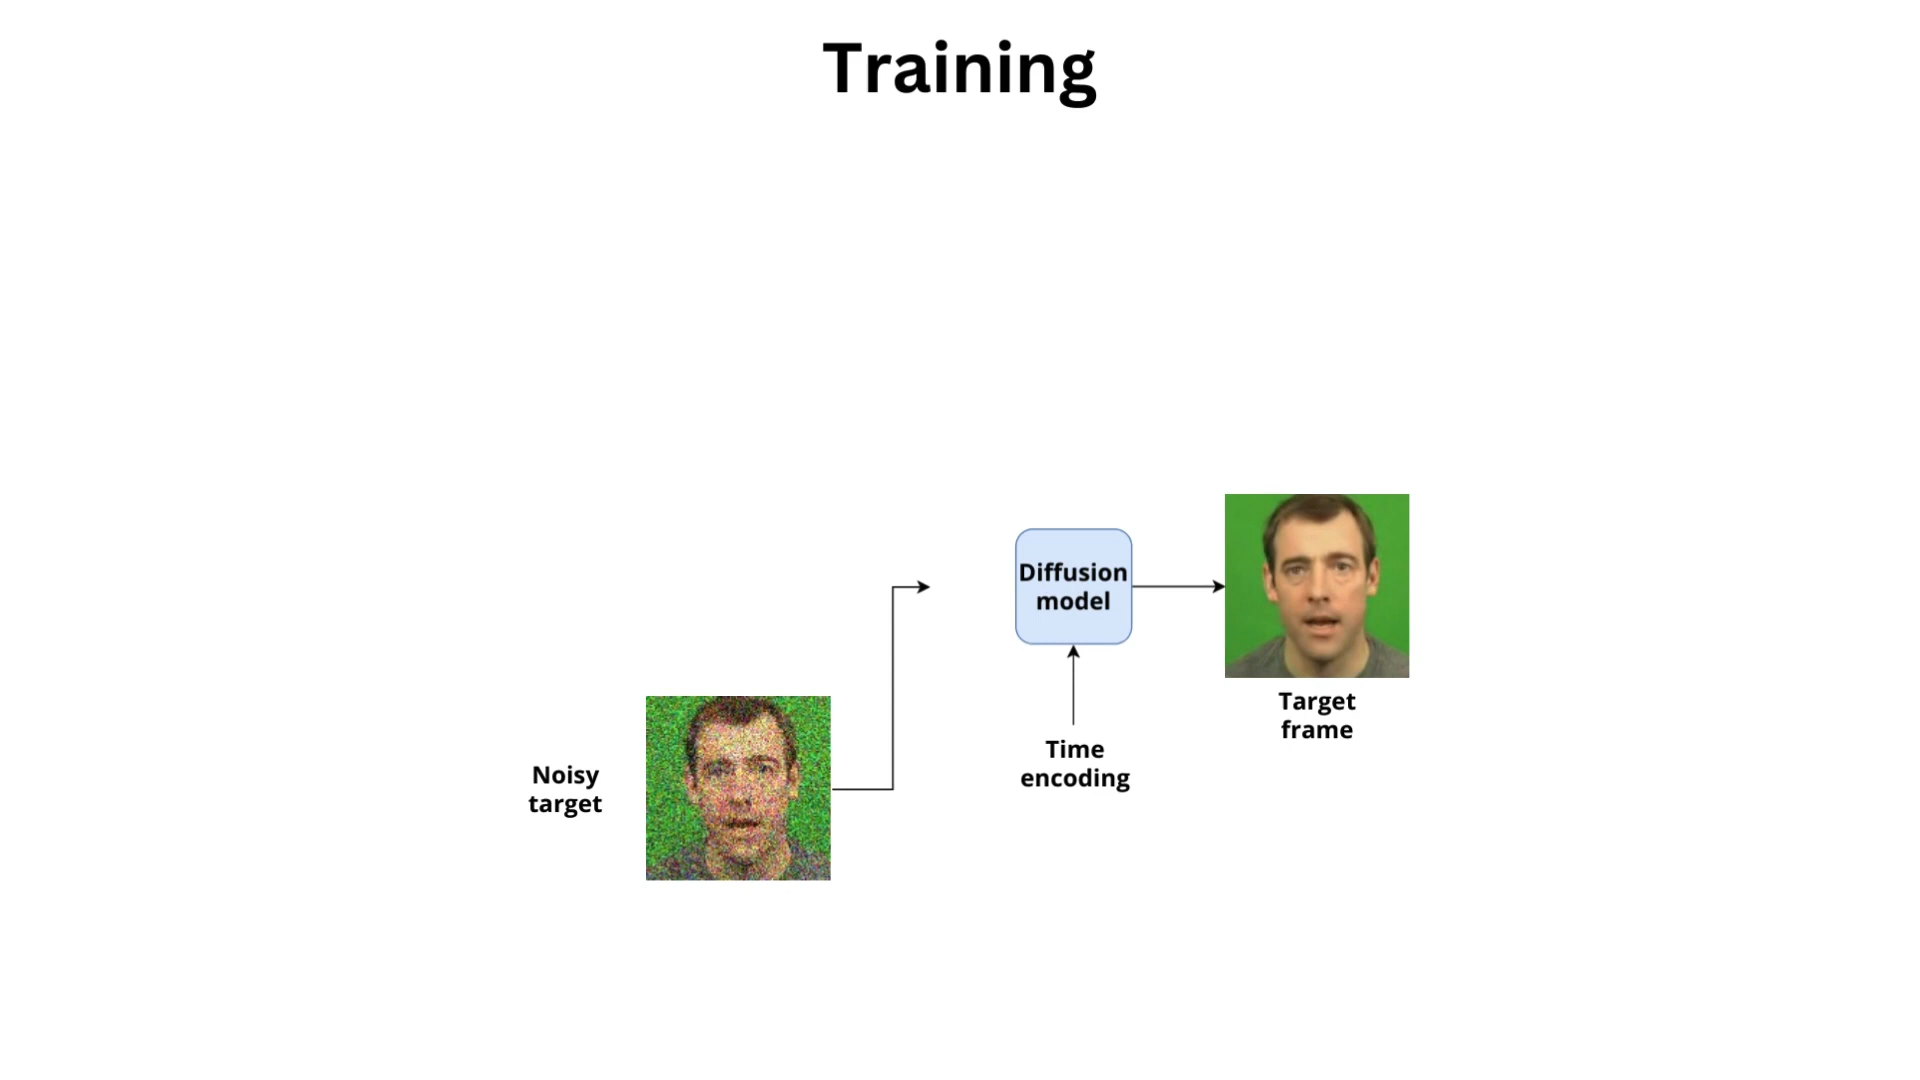 Training
Diffusion
model
Target
frame
Time
encoding
Noisy
target